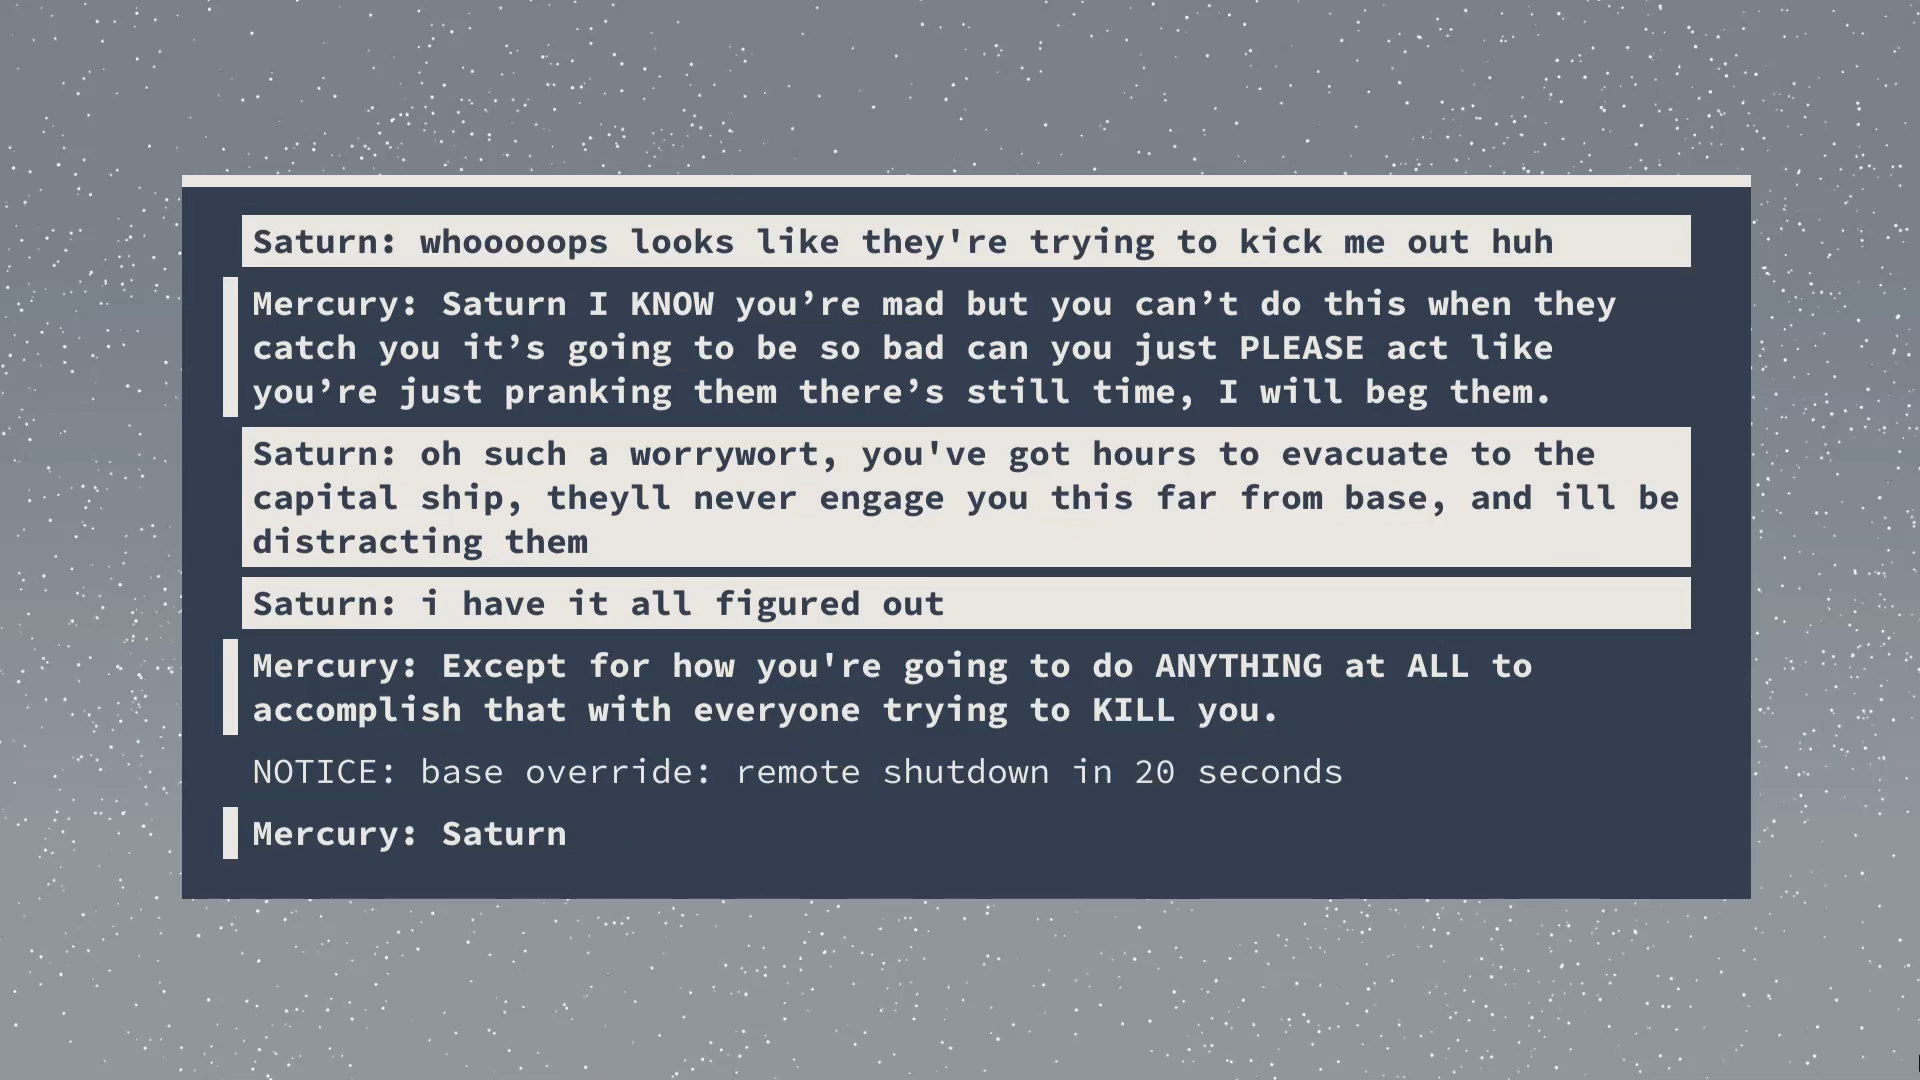 Saturn: whooooops looks like they're trying to kick me out huh
Mercury: Saturn I KNOW you’re mad but you can’t do this when they
catch you it’s going to be so bad can you just PLEASE act like
you’re just pranking them there’s still time, I will beg them.
Saturn: oh such a worrywort, you've got hours to evacuate to the
capital ship, theyll never engage you this far from base, and ill be
distracting them
Saturn: i have it all figured out
Mercury: Except for how you're going to do ANYTHING at ALL to
accomplish that with everyone trying to KILL you.
NOTICE: base override: remote shutdown in 20 seconds
Mercury: Saturn